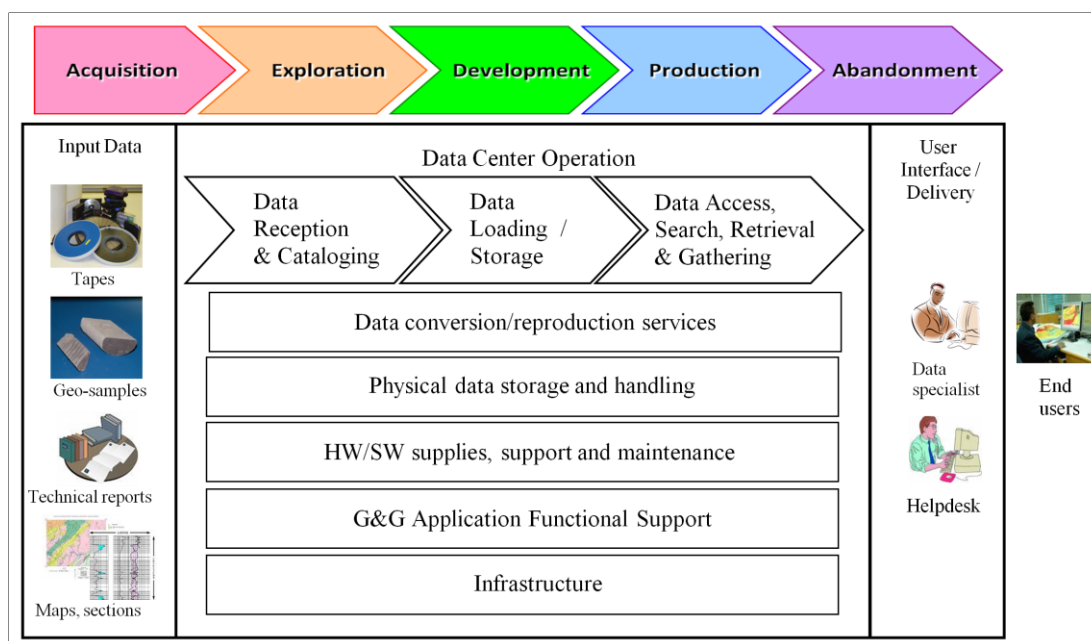 Acquisition
Exploration
Development
Production
Abandonment
Input Data
Tapes
Geo-samples
Technical reports
Maps, sections
Data Center Operation
Data
Reception
& Cataloging
Data
Loading /
Storage
Data Access,
Search, Retrieval
& Gathering
Data conversion/reproduction services
Physical data storage and handling
HW/SW supplies, support and maintenance
G&G Application Functional Support
Infrastructure
User
Interface /
Delivery
Data
specialist
Helpdesk
End
users